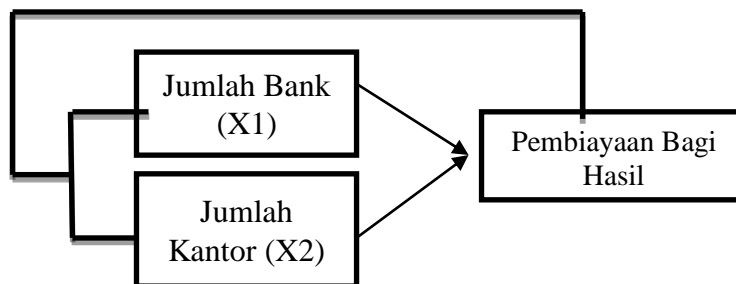 Jumlah Bank
(X1)
Pembiayaan Bagi
Hasil
Jumlah
Kantor (X2)